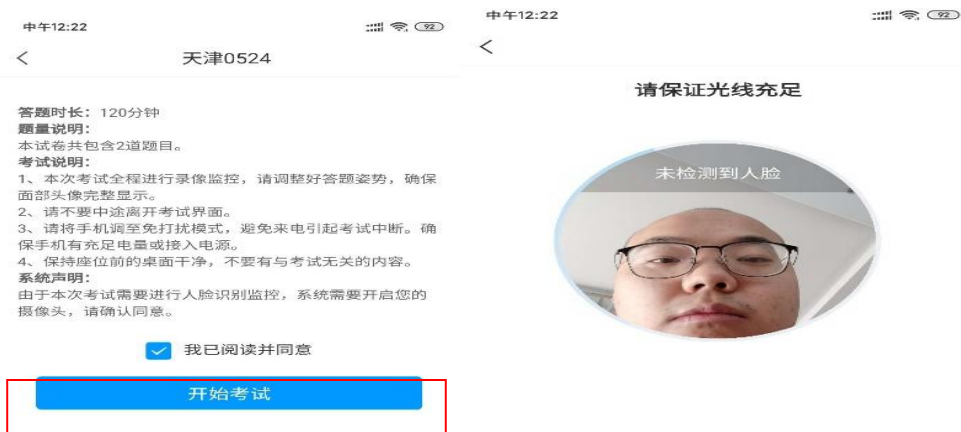 中午12:22
92
天津0524
答题时长：120分钟
题量说明：
本试卷共包含2道题目。
考试说明：
1、本次考试全程进行录像监控，请调整好答题姿势，确保
面部头像完整显示。
2、请不要中途离开考试界面。
3、请将手机调至免打扰模式，避免来电引起考试中断。确
保手机有充足电量或接入电源。
4、保持座位前的桌面干净，不要有与考试无关的内容。
系统声明：
由于本次考试需要进行人脸识别监控，系统需要开启您的
摄像头，请确认同意。
我已阅读并同意
开始考试
中午12:22
92
请保证光线充足
未检测到人脸